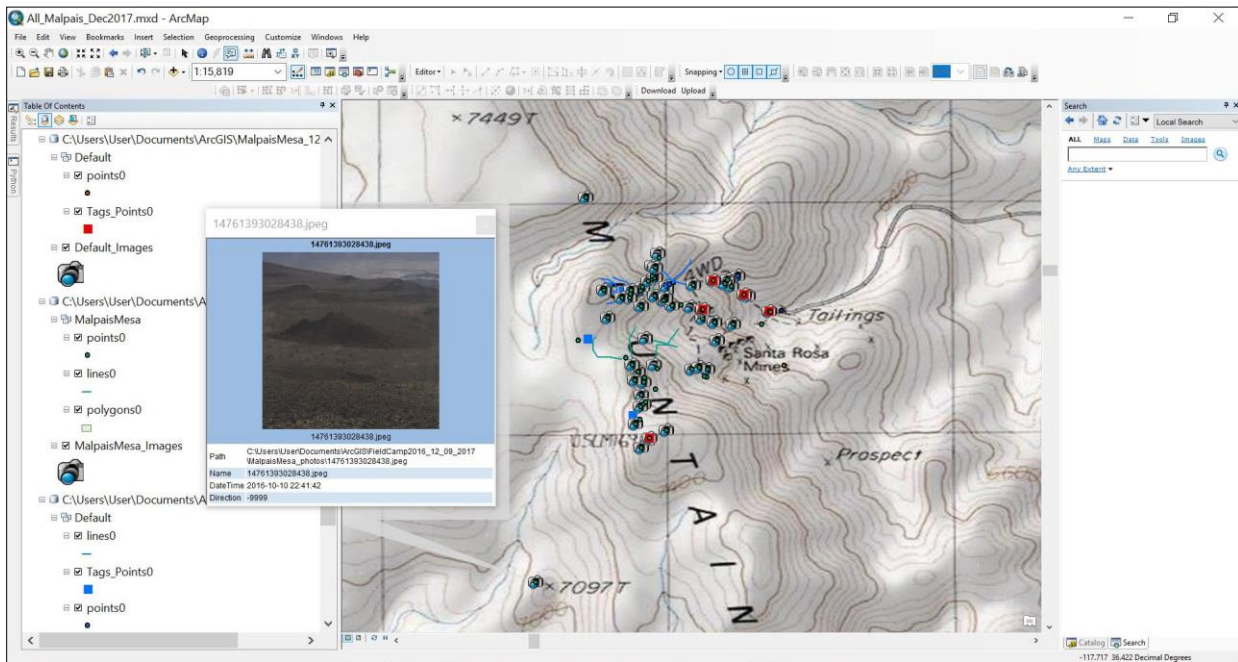 All_Malpais_Dec2017.mxd - ArcMap
File Edit View Bookmarks Insert Selection Geoprocessing Customize Windows Help
1:15,819
Editor
Snapping
Download Upload
Table Of Contents
Results
Python
C:\Users\User\Documents\ArcGIS\MalpaisMesa_12
Default
points0
Tags_Points0
Default_Images
C:\Users\User\Documents\A
MalpaisMesa
points0
lines0
polygons0
MalpaisMesa_Images
C:\Users\User\Documents\A
Default
lines0
Tags_Points0
points0
14761393028438.jpeg
14761393028438.jpeg
14761393028438.jpeg
Path C:\Users\User\Documents\ArcGIS\FieldCamp2016_12_09_2017
\MalpaisMesa_photos\14761393028438.jpeg
Name 14761393028438.jpeg
DateTime 2016-10-10 22:41:42
Direction -9999
×7449T
M
4WD
Tailings
U
Santa Rosa
Mines
N
T
Prospect
A
I
×7097T
N
Search
Local Search
ALL Maps Data Tools Images
Any Extent
Catalog Search
-117.717 36.422 Decimal Degrees